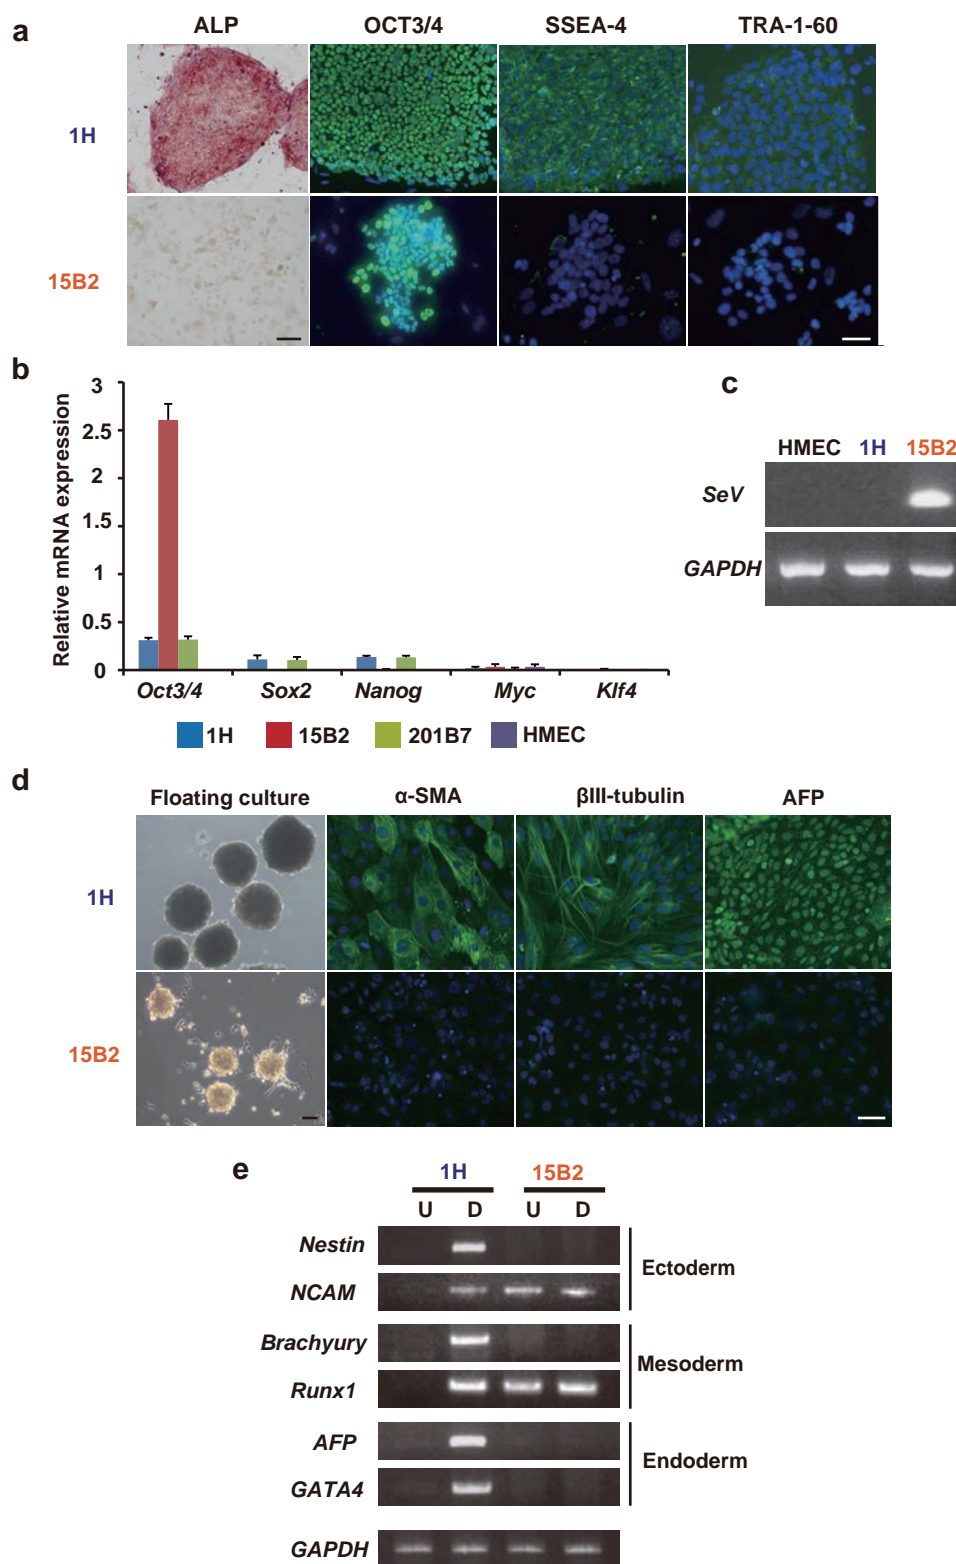 a
ALP OCT3/4 SSEA-4 TRA-1-60
1H
15B2
b
3
2.5
2
1.5
1
0.5
0
Relative mRNA expression
Oct3/4 Sox2 Nanog Myc Klf4
1H 15B2 201B7 HMEC
c
HMEC 1H 15B2
SeV
GAPDH
d
Floating culture α-SMA βIII-tubulin AFP
1H
15B2
e
1H 15B2
U D U D
Nestin
NCAM
Ectoderm
Brachyury
Runx1
Mesoderm
AFP
GATA4
Endoderm
GAPDH